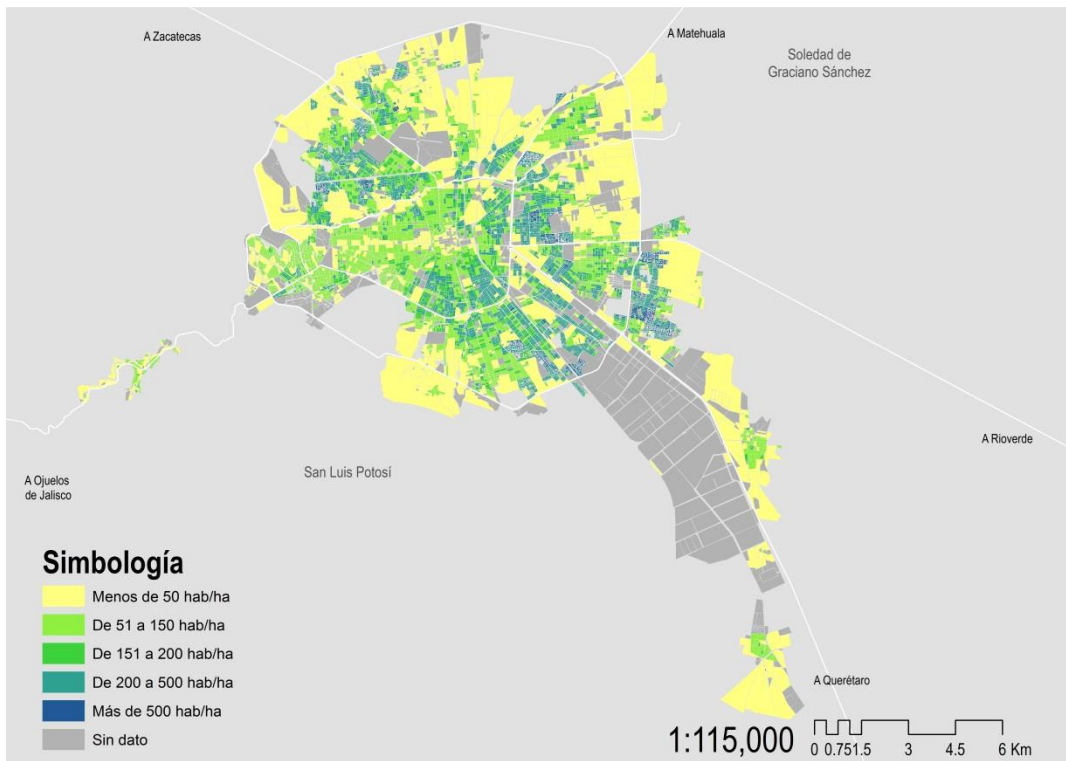 A Zacatecas
A Matehuala
Soledad de
Graciano Sánchez
A Rioverde
San Luis Potosí
A Ojuelos
de Jalisco
Simbología
Menos de 50 hab/ha
De 51 a 150 hab/ha
De 151 a 200 hab/ha
De 200 a 500 hab/ha
Más de 500 hab/ha
Sin dato
A Querétaro
1:115,000
0 0.751.5 3 4.5 6 Km